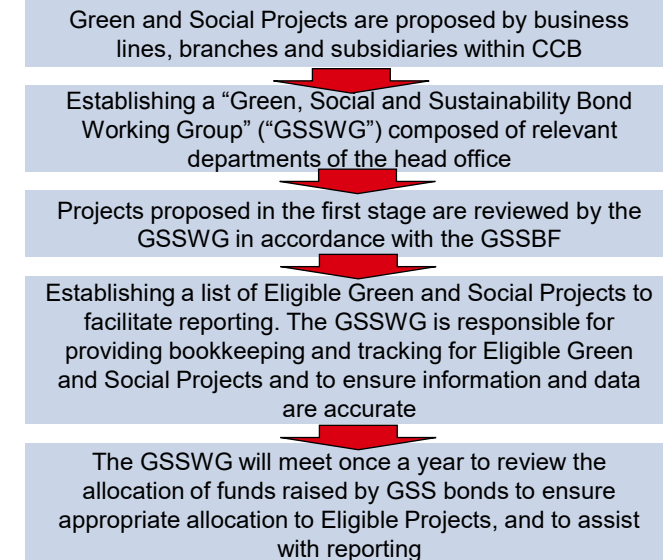 Green and Social Projects are proposed by business
lines, branches and subsidiaries within CCB
Establishing a “Green, Social and Sustainability Bond
Working Group” (“GSSWG”) composed of relevant
departments of the head office
Projects proposed in the first stage are reviewed by the
GSSWG in accordance with the GSSBF
Establishing a list of Eligible Green and Social Projects to
facilitate reporting. The GSSWG is responsible for
providing bookkeeping and tracking for Eligible Green
and Social Projects and to ensure information and data
are accurate
The GSSWG will meet once a year to review the
allocation of funds raised by GSS bonds to ensure
appropriate allocation to Eligible Projects, and to assist
with reporting